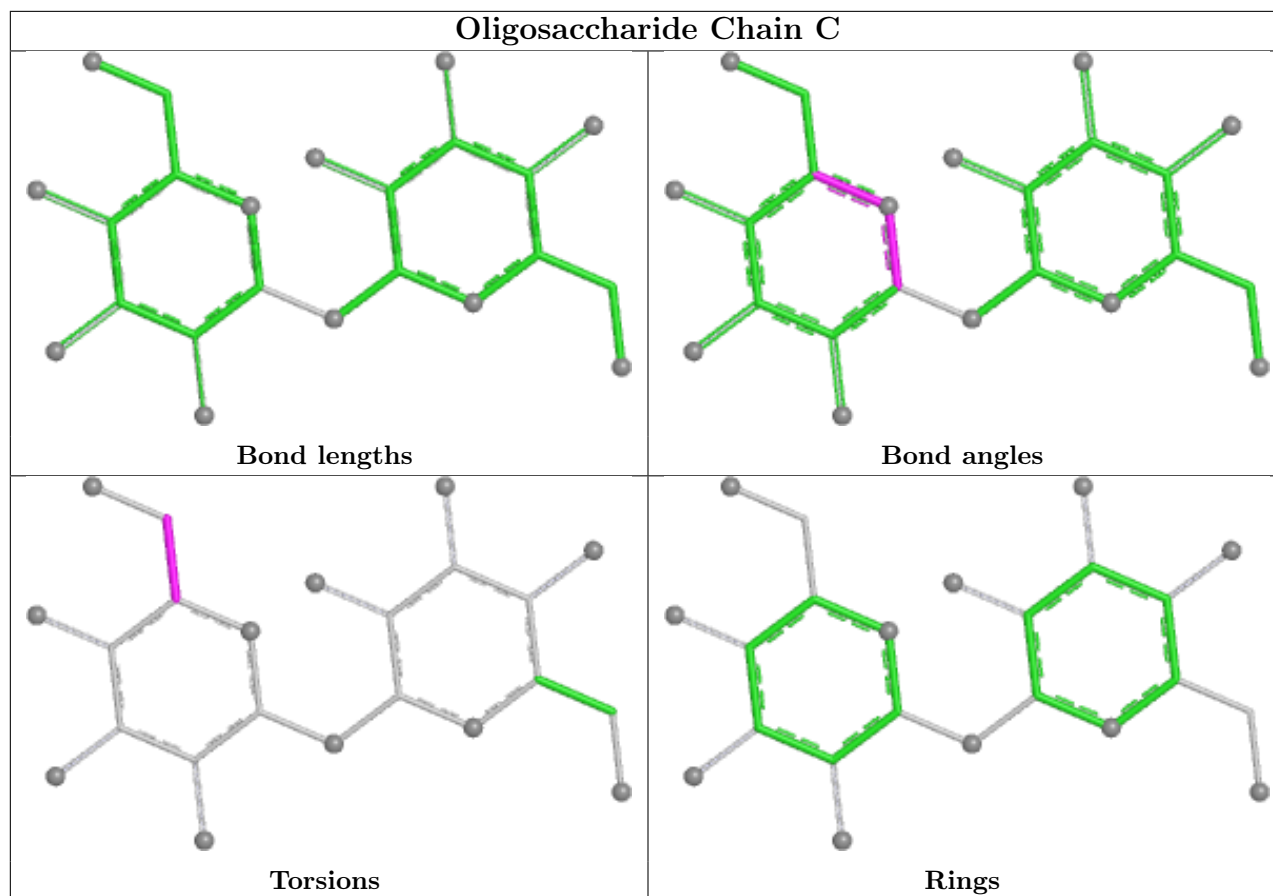 Oligosaccharide Chain C
Bond lengths
Bond angles
Torsions
Rings